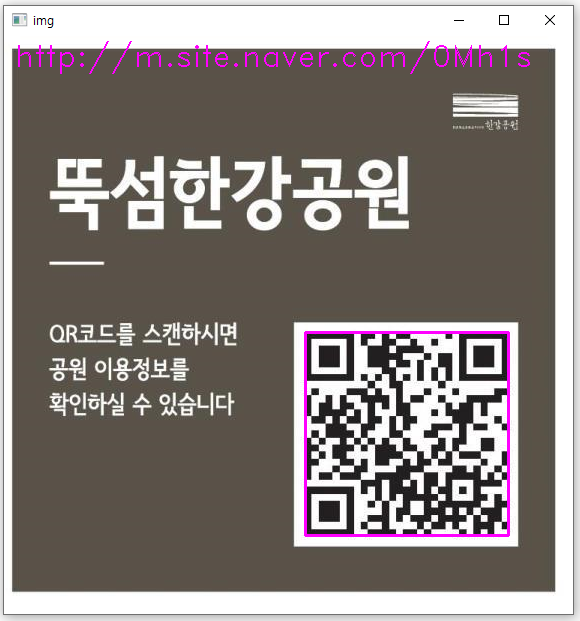 img
http://m.site.naver.com/0Mh1s
한강공원
뚝섬한강공원
QR코드를 스캔하시면
공원 이용정보를
확인하실 수 있습니다